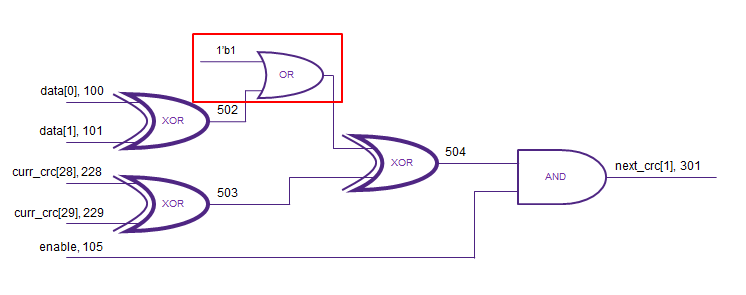 1'b1
OR
data[0], 100
XOR
502
data[1], 101
XOR
504
curr_crc[28], 228
next_crc[1], 301
AND
503
curr_crc[29], 229
XOR
enable, 105